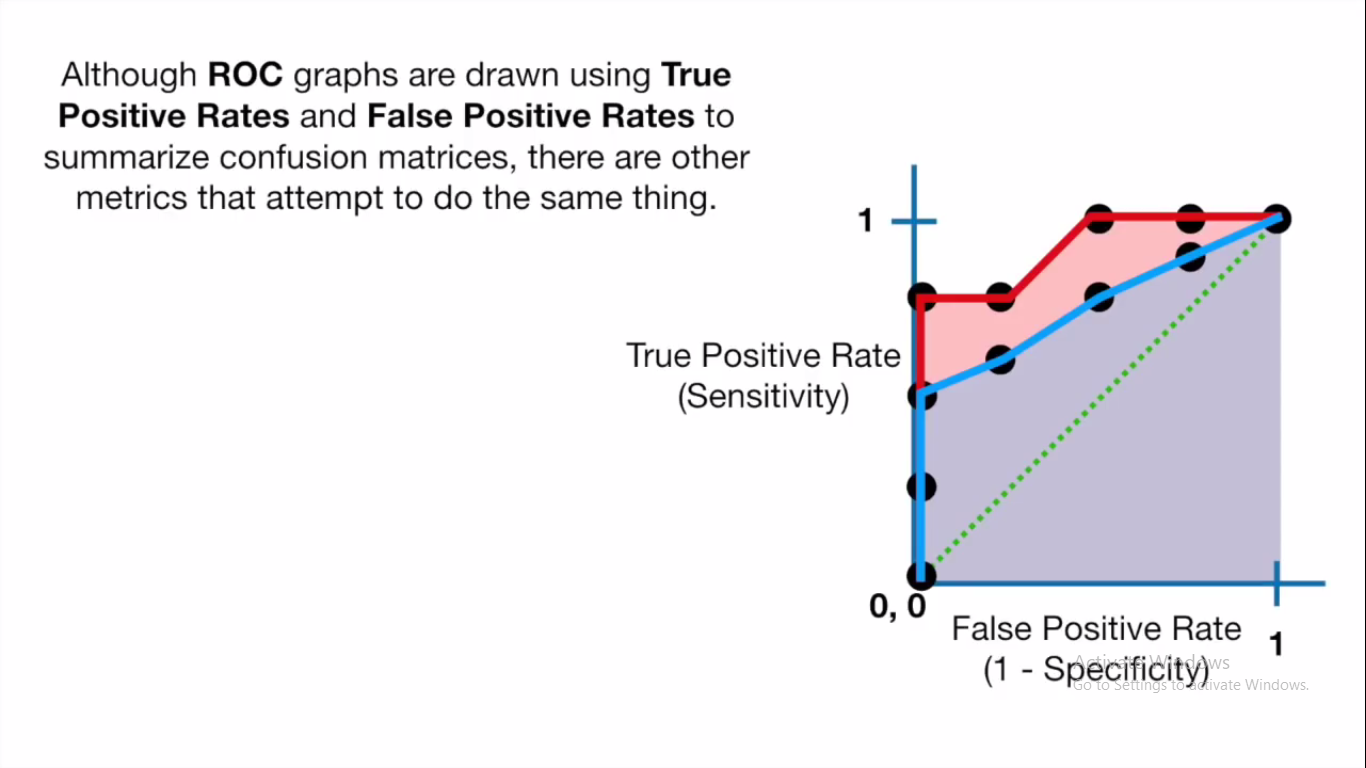 Although ROC graphs are drawn using True
Positive Rates and False Positive Rates to
summarize confusion matrices, there are other
metrics that attempt to do the same thing.
1
True Positive Rate
(Sensitivity)
0, 0
False Positive Rate
1
(1 - Specificity)
Activate Windows
Go to Settings to activate Windows.